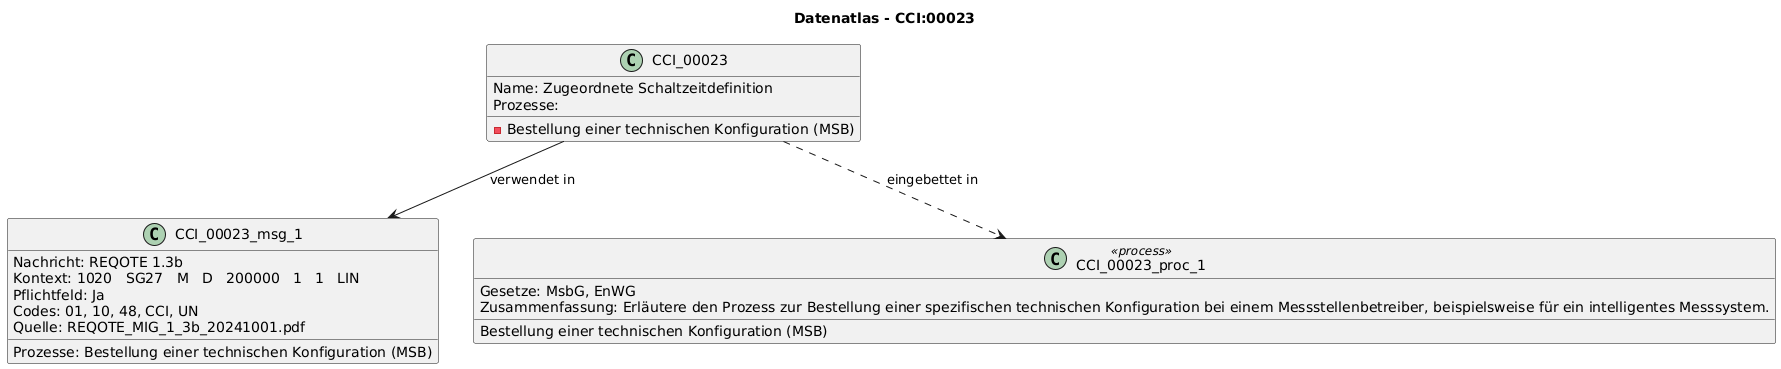 Datenatlas - CCI:00023
C CCI_00023
Name: Zugeordnete Schaltzeitdefinition
Prozesse:
Bestellung einer technischen Konfiguration (MSB)
verwendet in
eingebettet in
C CCI_00023_msg_1
Nachricht: REQOTE 1.3b
Kontext: 1020 SG27 M D 200000 1 1 LIN
Pflichtfeld: Ja
Codes: 01, 10, 48, CCI, UN
Quelle: REQOTE_MIG_1_3b_20241001.pdf
Prozesse: Bestellung einer technischen Konfiguration (MSB)
«process»
C CCI_00023_proc_1
Gesetze: MsbG, EnWG
Zusammenfassung: Erläutere den Prozess zur Bestellung einer spezifischen technischen Konfiguration bei einem Messstellenbetreiber, beispielsweise für ein intelligentes Messsystem.
Bestellung einer technischen Konfiguration (MSB)